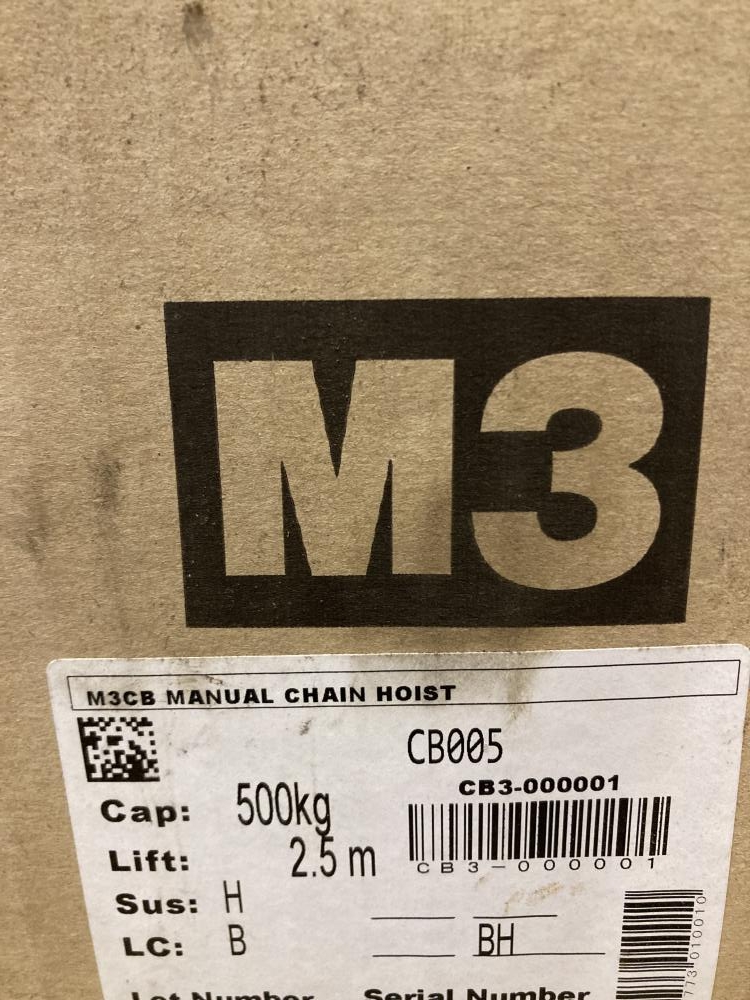 M3
M3CB MANUAL CHAIN HOIST
CB005
CB3-000001
Cap: 500kg
CB3-000001
Lift: 2.5 m
Sus: H
LC: B BH
773010010
Lot Number Serial Number